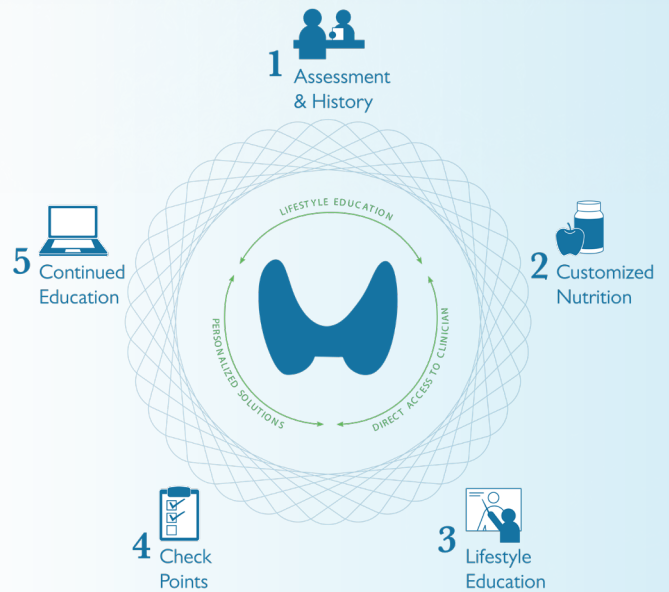 1 Assessment
& History
LIFESTYLE EDUCATION
5 Continued
Education
2 Customized
Nutrition
PERSONALIZED SOLUTIONS
DIRECT ACCESS TO CLINICIAN
4 Check
Points
3 Lifestyle
Education